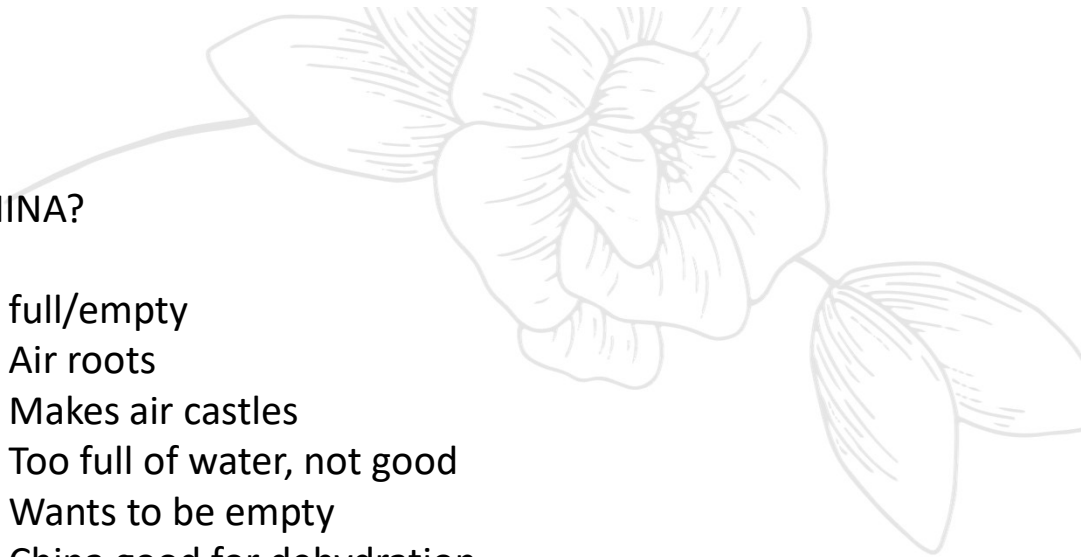 HINA?
full/empty
Air roots
Makes air castles
Too full of water, not good
Wants to be empty
China good for dehydration